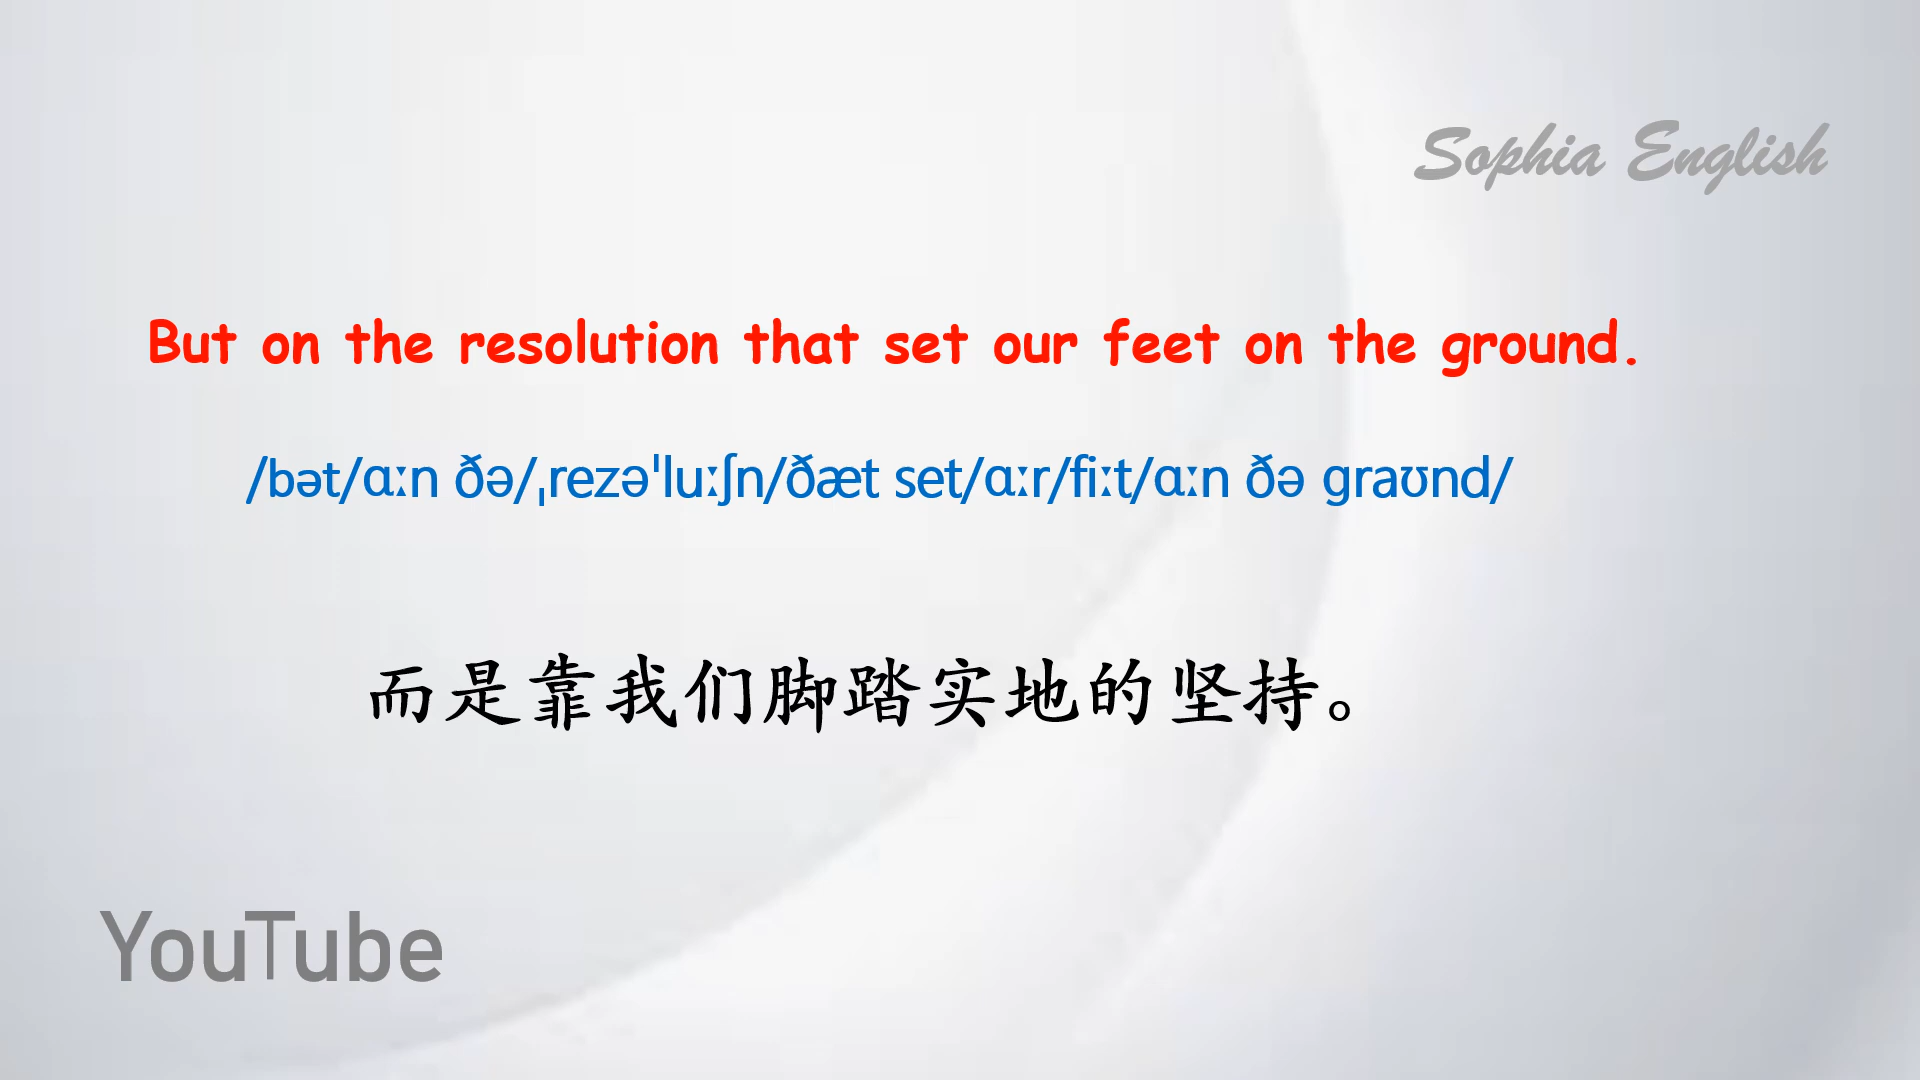 Sophia English
But on the resolution that set our feet on the ground.
/bət/ɑːn ðə/ˌrezəˈluːʃn/ðæt set/ɑːr/fiːt/ɑːn ðə ɡraʊnd/
而是靠我们脚踏实地的坚持。
YouTube